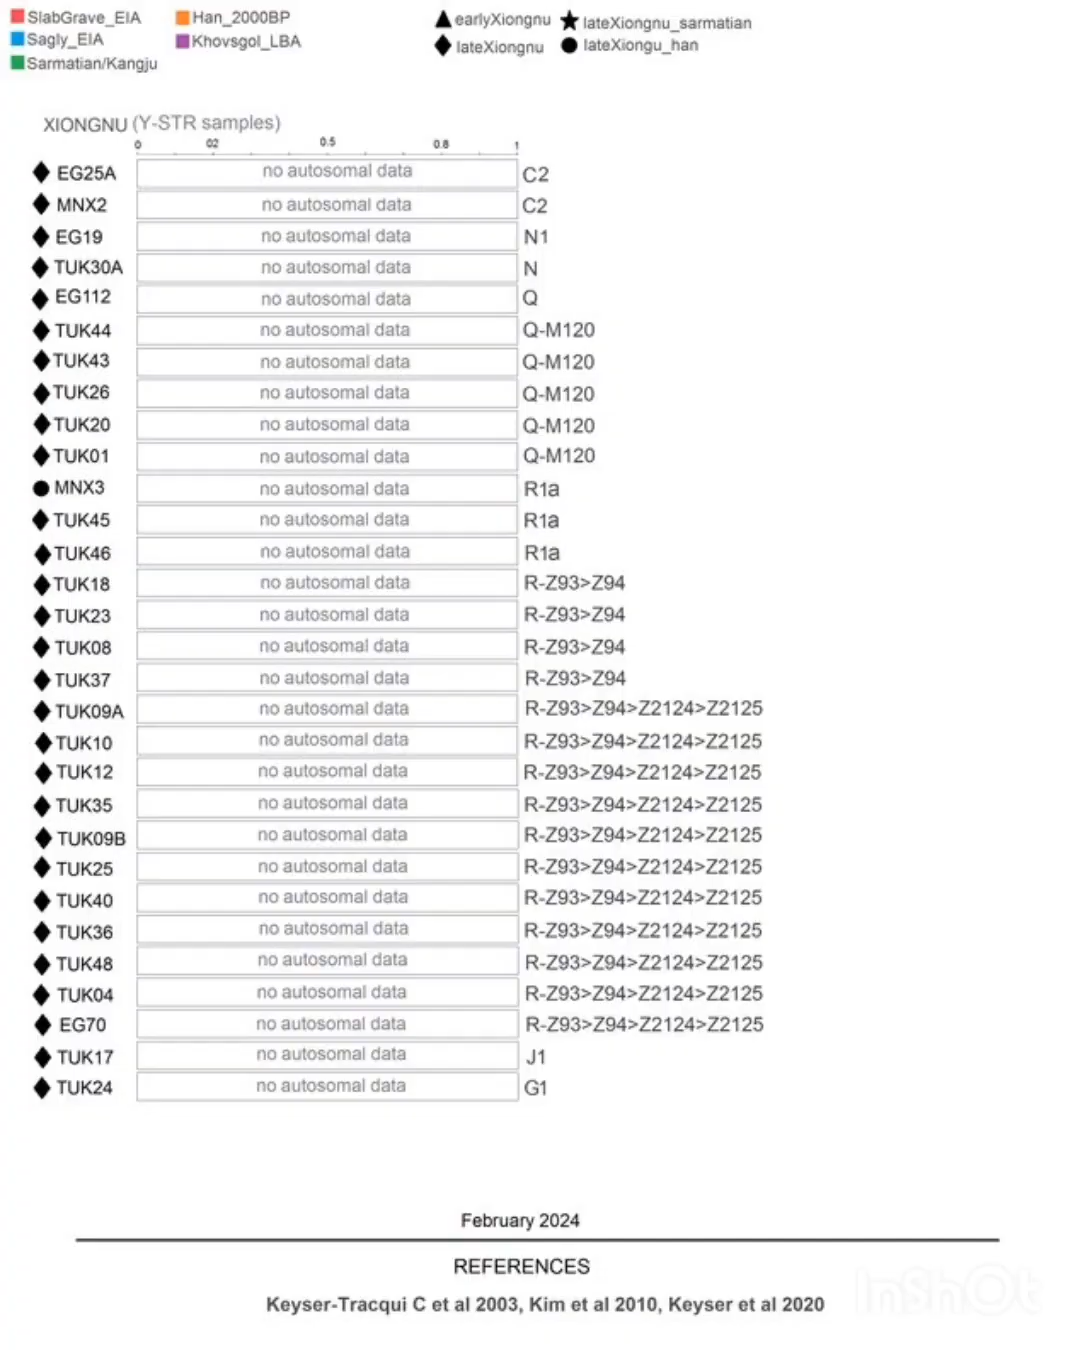 SlabGrave_EIA Han_2000BP earlyXiongnu lateXiongnu_sarmatian
Sagly_EIA Khovsgol_LBA lateXiongnu lateXiongu_han
Sarmatian/Kangju
XIONGNU (Y-STR samples)
0 02 0.5 0.8 1
EG25A no autosomal data C2
MNX2 no autosomal data C2
EG19 no autosomal data N1
TUK30A no autosomal data N
EG112 no autosomal data Q
TUK44 no autosomal data Q-M120
TUK43 no autosomal data Q-M120
TUK26 no autosomal data Q-M120
TUK20 no autosomal data Q-M120
TUK01 no autosomal data Q-M120
MNX3 no autosomal data R1a
TUK45 no autosomal data R1a
TUK46 no autosomal data R1a
TUK18 no autosomal data R-Z93>Z94
TUK23 no autosomal data R-Z93>Z94
TUK08 no autosomal data R-Z93>Z94
TUK37 no autosomal data R-Z93>Z94
TUK09A no autosomal data R-Z93>Z94>Z2124>Z2125
TUK10 no autosomal data R-Z93>Z94>Z2124>Z2125
TUK12 no autosomal data R-Z93>Z94>Z2124>Z2125
TUK35 no autosomal data R-Z93>Z94>Z2124>Z2125
TUK09B no autosomal data R-Z93>Z94>Z2124>Z2125
TUK25 no autosomal data R-Z93>Z94>Z2124>Z2125
TUK40 no autosomal data R-Z93>Z94>Z2124>Z2125
TUK36 no autosomal data R-Z93>Z94>Z2124>Z2125
TUK48 no autosomal data R-Z93>Z94>Z2124>Z2125
TUK04 no autosomal data R-Z93>Z94>Z2124>Z2125
EG70 no autosomal data R-Z93>Z94>Z2124>Z2125
TUK17 no autosomal data J1
TUK24 no autosomal data G1
February 2024
REFERENCES
Keyser-Tracqui C et al 2003, Kim et al 2010, Keyser et al 2020
InShOt